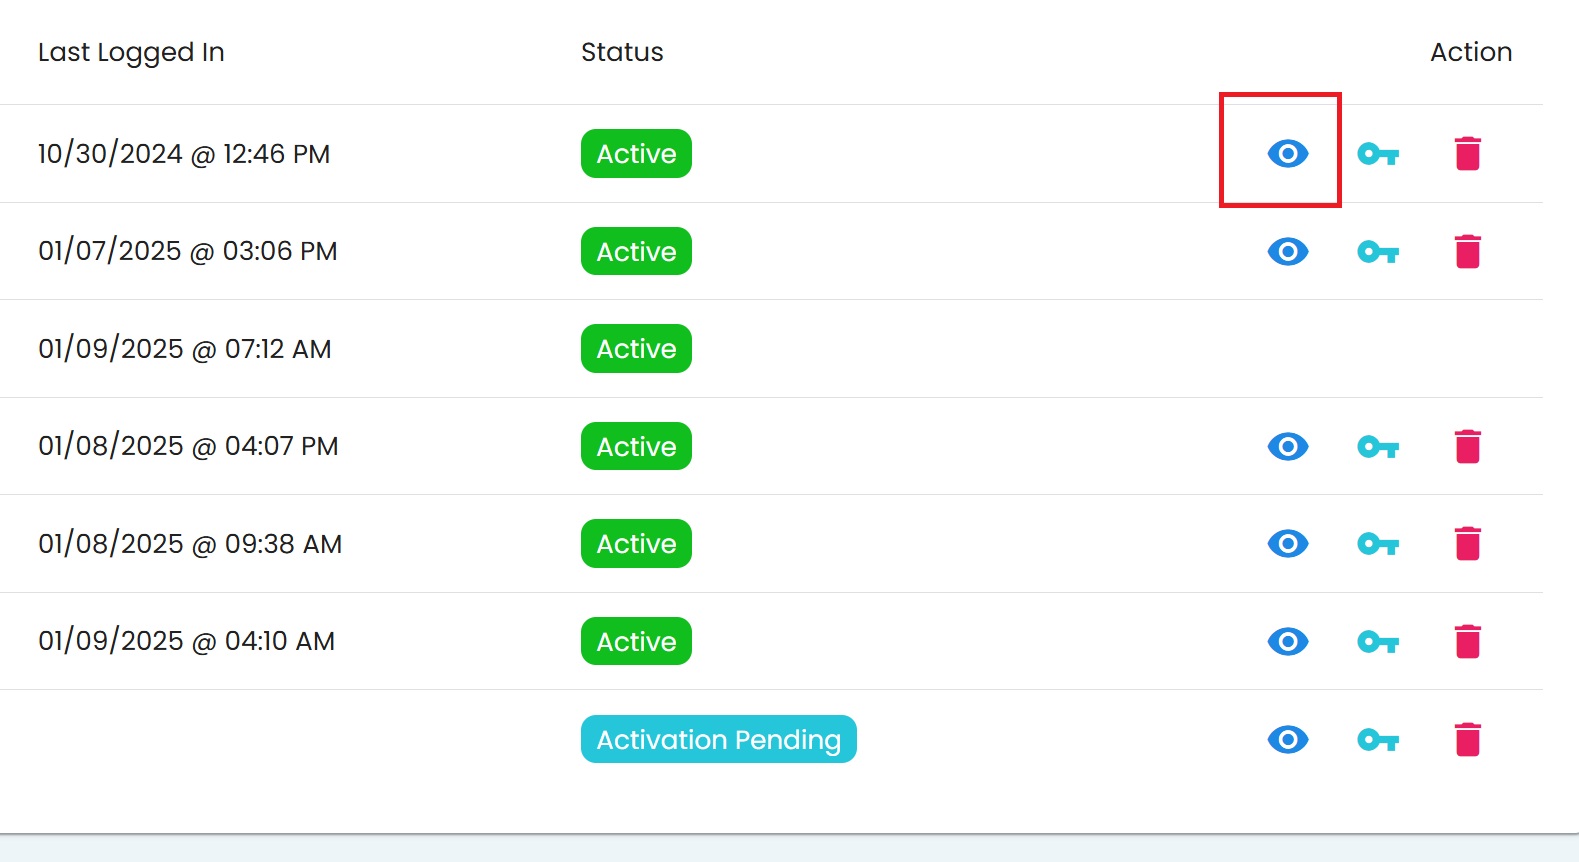 Last Logged In Status Action
10/30/2024 @ 12:46 PM Active
01/07/2025 @ 03:06 PM Active
01/09/2025 @ 07:12 AM Active
01/08/2025 @ 04:07 PM Active
01/08/2025 @ 09:38 AM Active
01/09/2025 @ 04:10 AM Active
Activation Pending